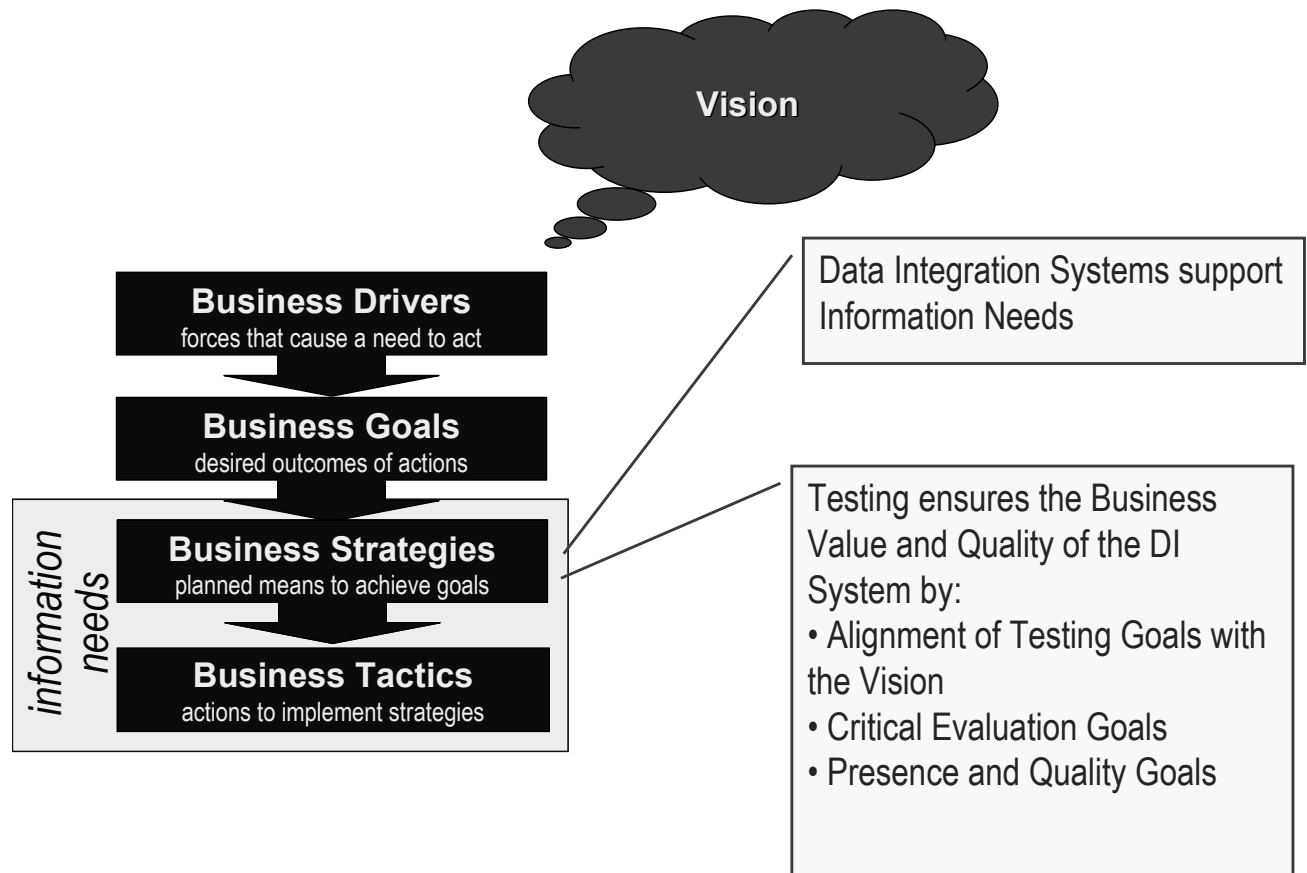 Vision
Business Drivers
forces that cause a need to act
Business Goals
desired outcomes of actions
information
needs
Business Strategies
planned means to achieve goals
Business Tactics
actions to implement strategies
Data Integration Systems support
Information Needs
Testing ensures the Business
Value and Quality of the DI
System by:
• Alignment of Testing Goals with
the Vision
• Critical Evaluation Goals
• Presence and Quality Goals